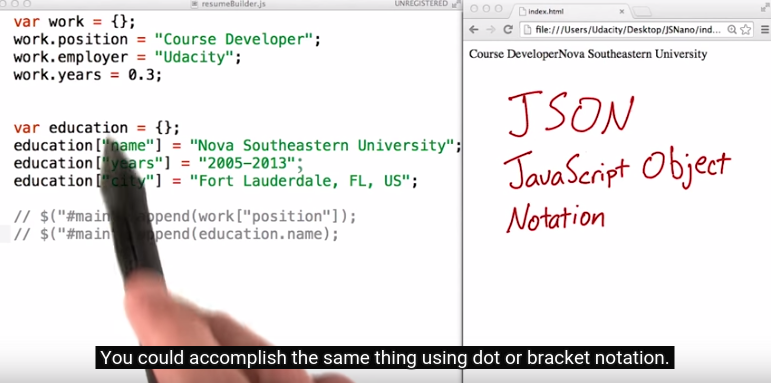 resumeBuilder.js
UNREGISTERED
var work = {};
work.position = "Course Developer";
work.employer = "Udacity";
work.years = 0.3;
var education = {};
education["name"] = "Nova Southeastern University";
education["years"] = "2005-2013";
education["city"] = "Fort Lauderdale, FL, US";
// $("#main append(work["position"]);
// $("#main append(education.name);
index.html
file:///Users/Udacity/Desktop/JSNano/ind
Course DeveloperNova Southeastern University
JSON
JavaScript Object
Notation
You could accomplish the same thing using dot or bracket notation.